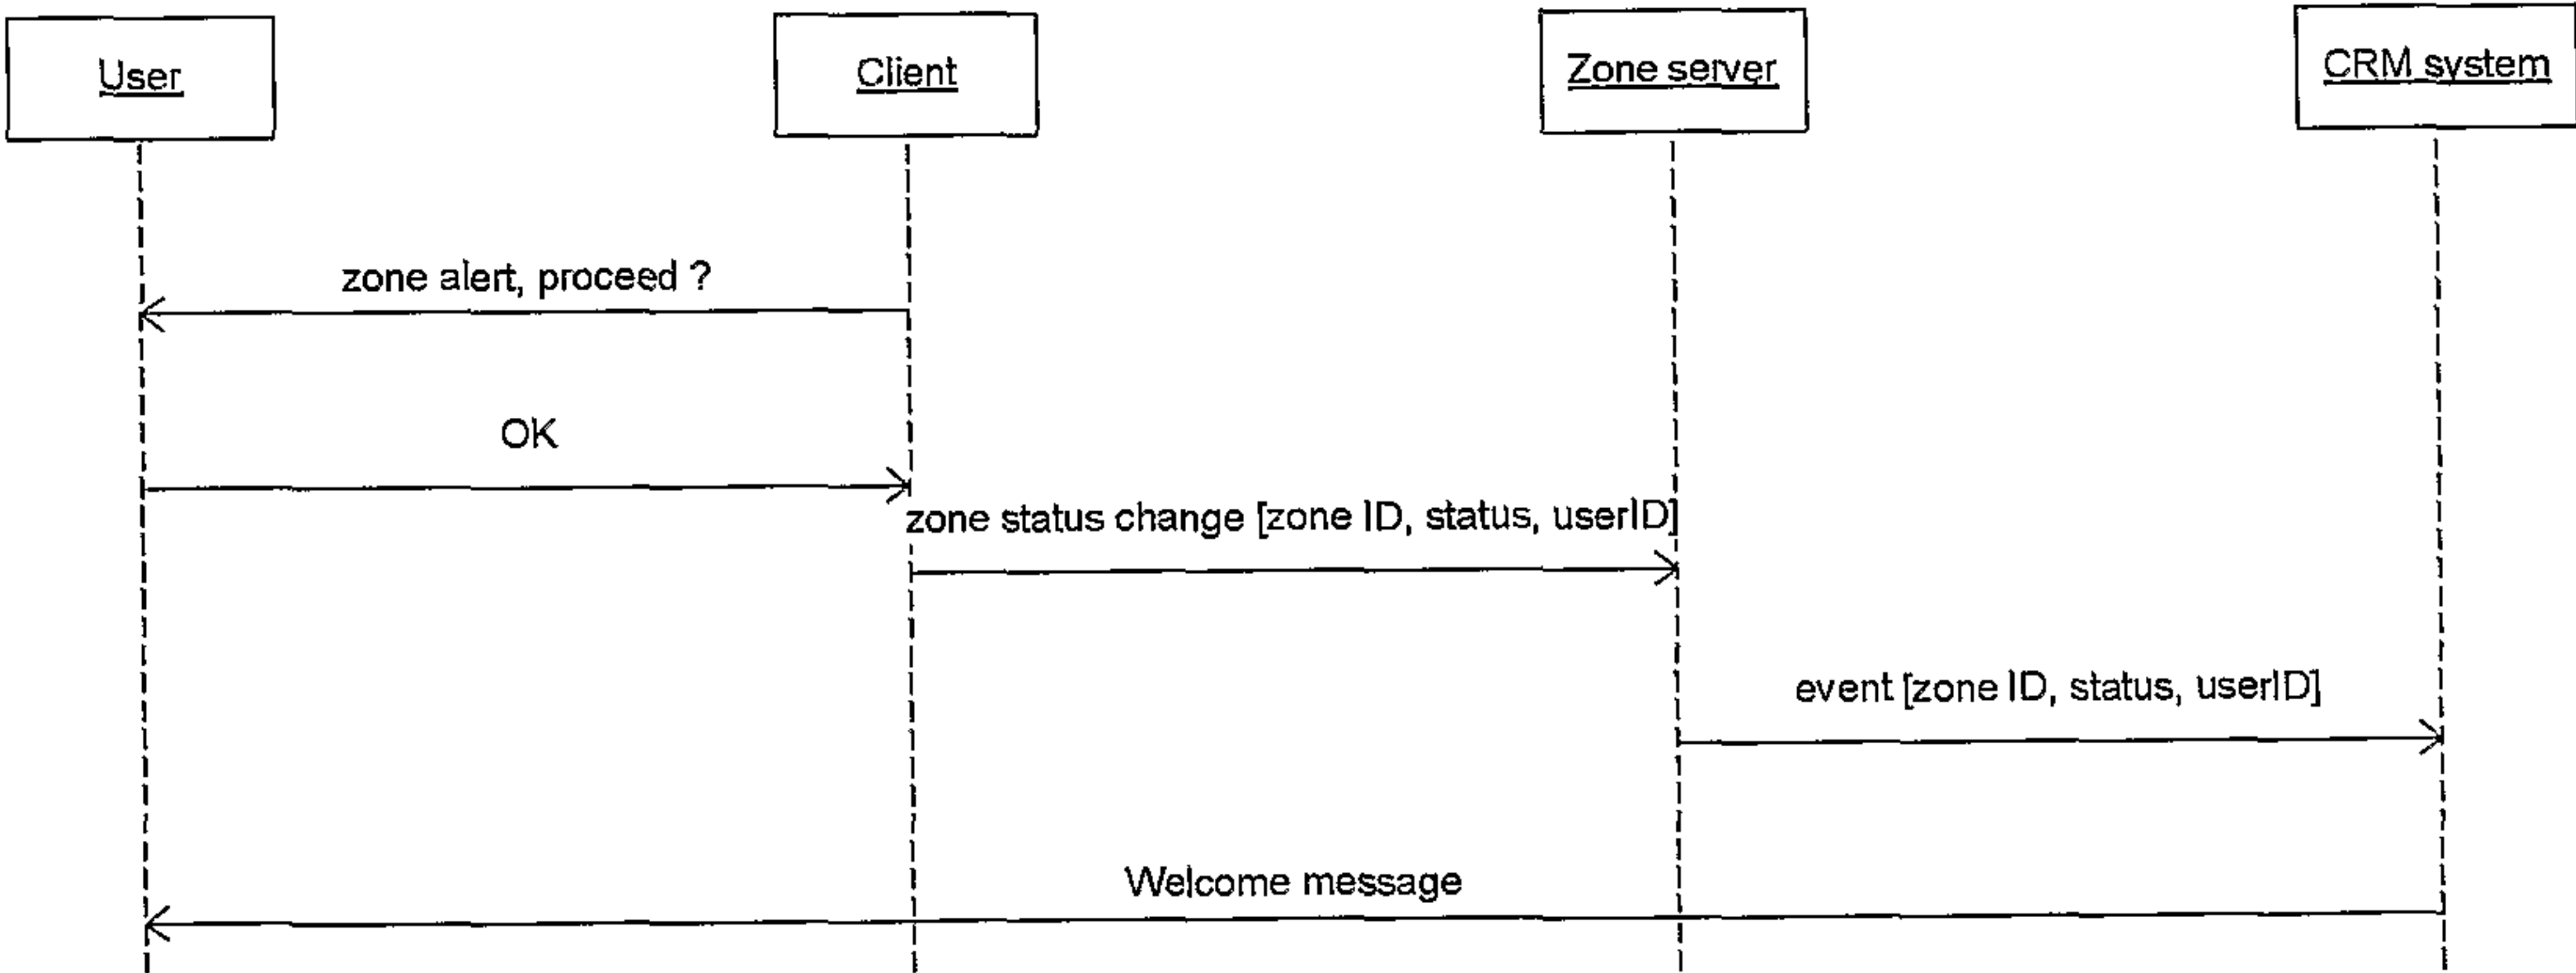 User
Client
Zone server
CRM system
zone alert, proceed ?
OK
zone status change [zone ID, status, userID]
event [zone ID, status, userID]
Welcome message